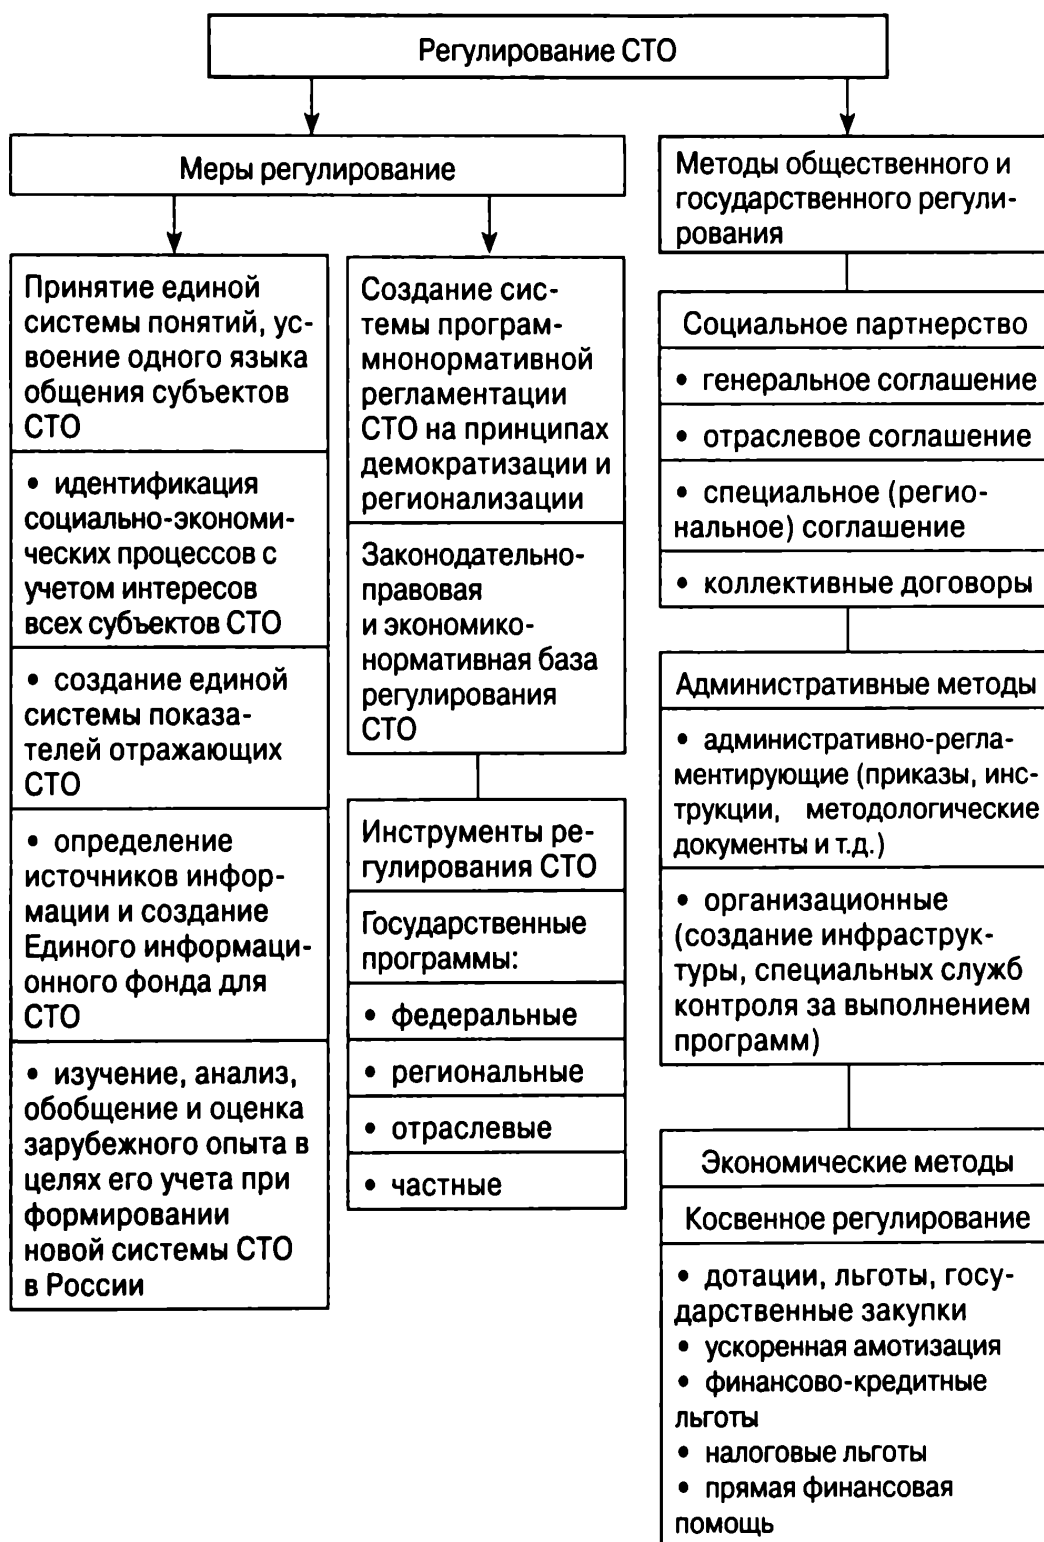 Регулирование СТО
Меры регулирование
Принятие единой
системы понятий, ус-
воение одного языка
общения субъектов
СТО
• идентификация
социально-экономи-
ческих процессов с
учетом интересов
всех субъектов СТО
• создание единой
системы показа-
телей отражающих
СТО
• определение
источников инфор-
мации и создание
Единого информаци-
онного фонда для
СТО
• изучение, анализ,
обобщение и оценка
зарубежного опыта в
целях его учета при
формировании
новой системы СТО
в России
Создание сис-
темы програм-
мнонормативной
регламентации
СТО на принципах
демократизации и
регионализации
Законодательно-
правовая
и экономико-
нормативная база
регулирования
СТО
Инструменты ре-
гулирования СТО
Государственные
программы:
• федеральные
• региональные
• отраслевые
• частные
Методы общественного и
государственного регули-
рования
Социальное партнерство
• генеральное соглашение
• отраслевое соглашение
• специальное (регио-
нальное) соглашение
• коллективные договоры
Административные методы
• административно-регла-
ментирующие (приказы, инс-
трукции, методологические
документы и т.д.)
• организационные
(создание инфраструк-
туры, специальных служб
контроля за выполнением
программ)
Экономические методы
Косвенное регулирование
• дотации, льготы, госу-
дарственные закупки
• ускоренная амотизация
• финансово-кредитные
льготы
• налоговые льготы
• прямая финансовая
помощь